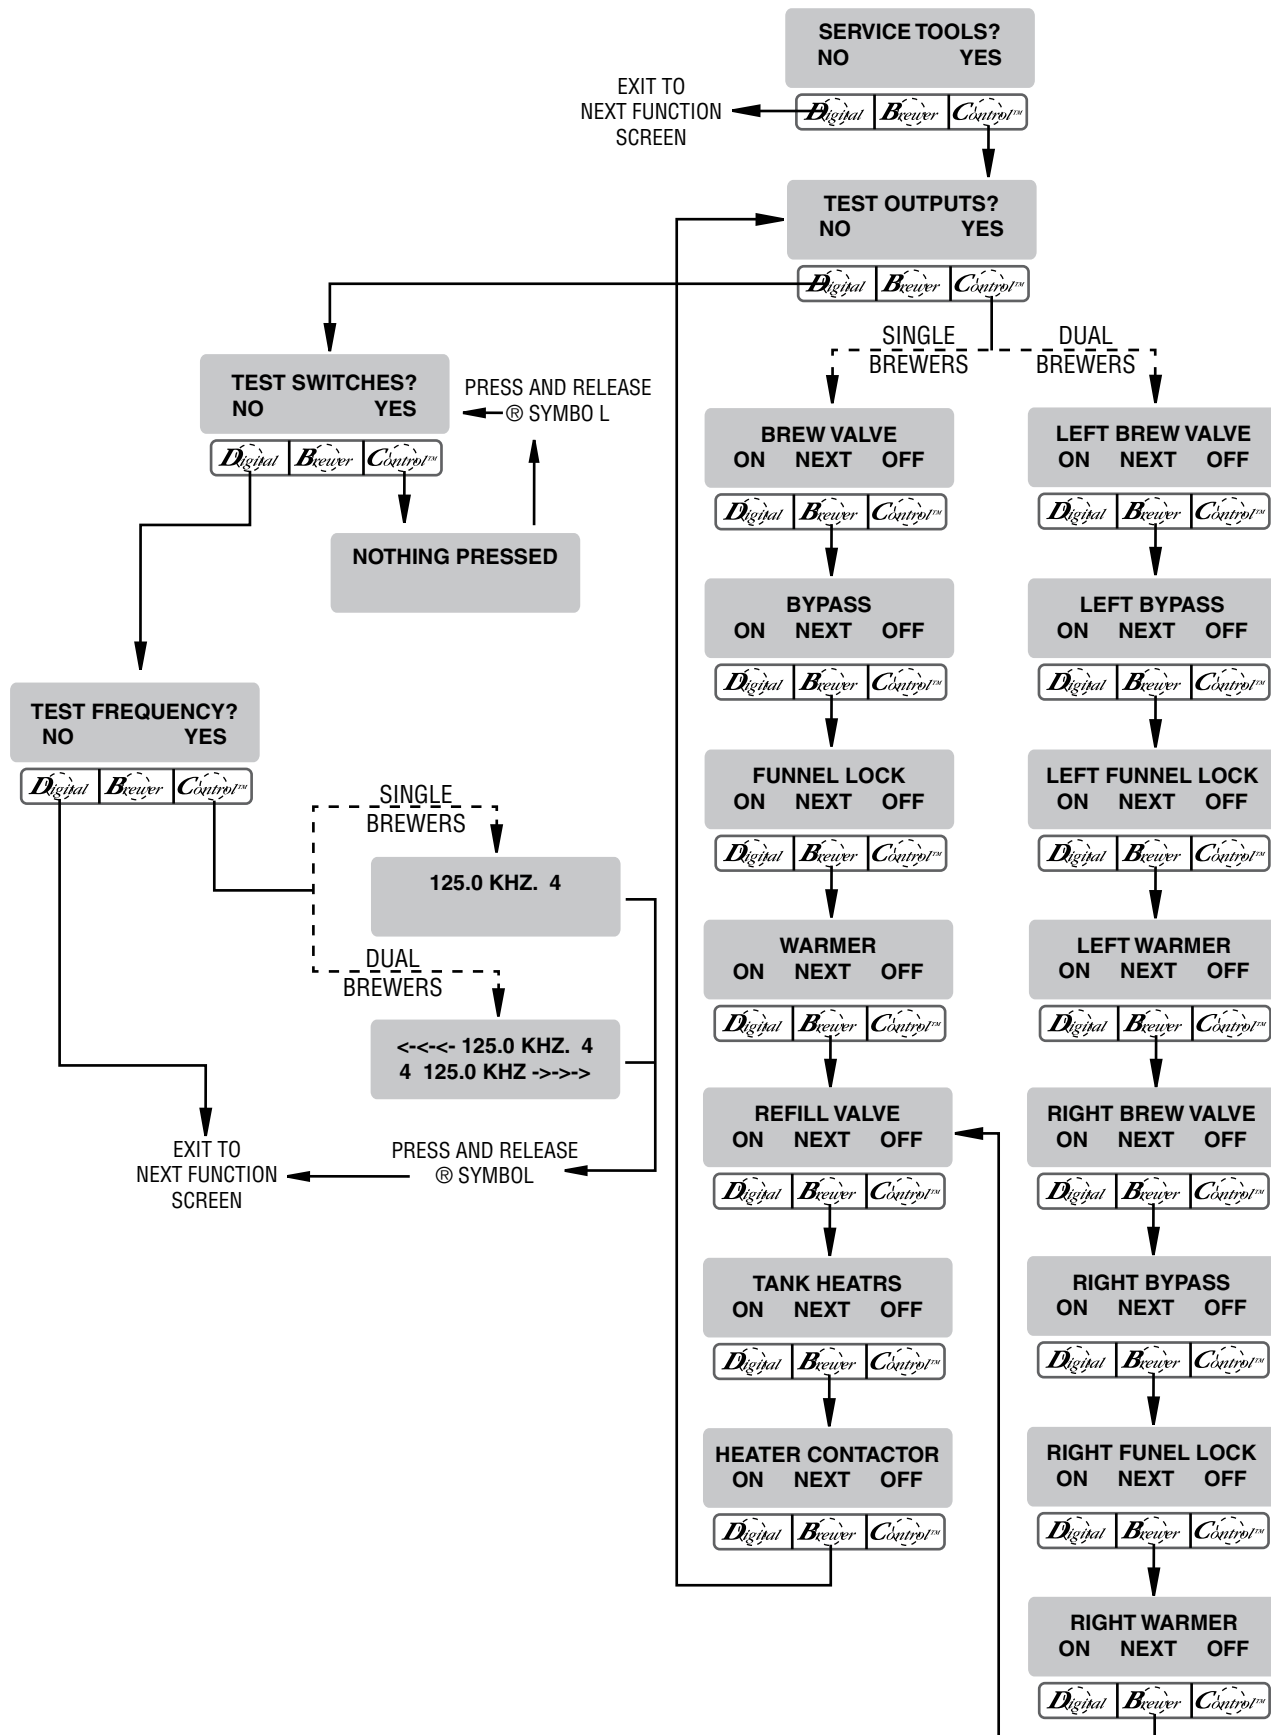 SERVICE TOOLS?
NO YES
EXIT TO
NEXT FUNCTION
SCREEN
Digital Brewer Control™
TEST OUTPUTS?
NO YES
Digital Brewer Control™
SINGLE
BREWERS
DUAL
BREWERS
TEST SWITCHES?
NO YES
Digital Brewer Control™
PRESS AND RELEASE
® SYMBO L
NOTHING PRESSED
TEST FREQUENCY?
NO YES
Digital Brewer Control™
SINGLE
BREWERS
125.0 KHZ. 4
DUAL
BREWERS
<-<-<- 125.0 KHZ. 4
4 125.0 KHZ ->->->
PRESS AND RELEASE
® SYMBOL
EXIT TO
NEXT FUNCTION
SCREEN
BREW VALVE
ON NEXT OFF
Digital Brewer Control™
BYPASS
ON NEXT OFF
Digital Brewer Control™
FUNNEL LOCK
ON NEXT OFF
Digital Brewer Control™
WARMER
ON NEXT OFF
Digital Brewer Control™
REFILL VALVE
ON NEXT OFF
Digital Brewer Control™
TANK HEATRS
ON NEXT OFF
Digital Brewer Control™
HEATER CONTACTOR
ON NEXT OFF
Digital Brewer Control™
LEFT BREW VALVE
ON NEXT OFF
Digital Brewer Control™
LEFT BYPASS
ON NEXT OFF
Digital Brewer Control™
LEFT FUNNEL LOCK
ON NEXT OFF
Digital Brewer Control™
LEFT WARMER
ON NEXT OFF
Digital Brewer Control™
RIGHT BREW VALVE
ON NEXT OFF
Digital Brewer Control™
RIGHT BYPASS
ON NEXT OFF
Digital Brewer Control™
RIGHT FUNEL LOCK
ON NEXT OFF
Digital Brewer Control™
RIGHT WARMER
ON NEXT OFF
Digital Brewer Control™